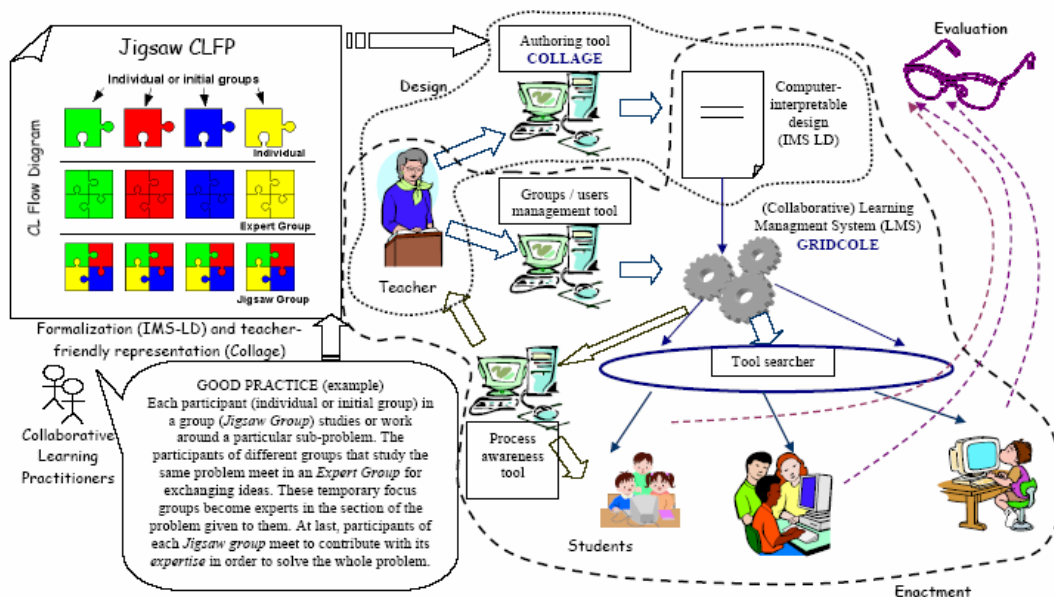 Jigsaw CLFP
Individual or initial groups
CL Flow Diagram
Individual
Expert Group
Jigsaw Group
Formalization (IMS-LD) and teacher-
friendly representation (Collage)
Collaborative
Learning
Practitioners
GOOD PRACTICE (example)
Each participant (individual or initial group) in
a group (Jigsaw Group) studies or work
around a particular sub-problem. The
participants of different groups that study the
same problem meet in an Expert Group for
exchanging ideas. These temporary focus
groups become experts in the section of the
problem given to them. At last, participants of
each Jigsaw group meet to contribute with its
expertise in order to solve the whole problem.
Design
Authoring tool
COLLAGE
Computer-
interpretable
design
(IMS LD)
Evaluation
Teacher
Groups / users
management tool
(Collaborative) Learning
Managment System (LMS)
GRIDCOLE
Tool searcher
Process
awareness
tool
Students
Enactment